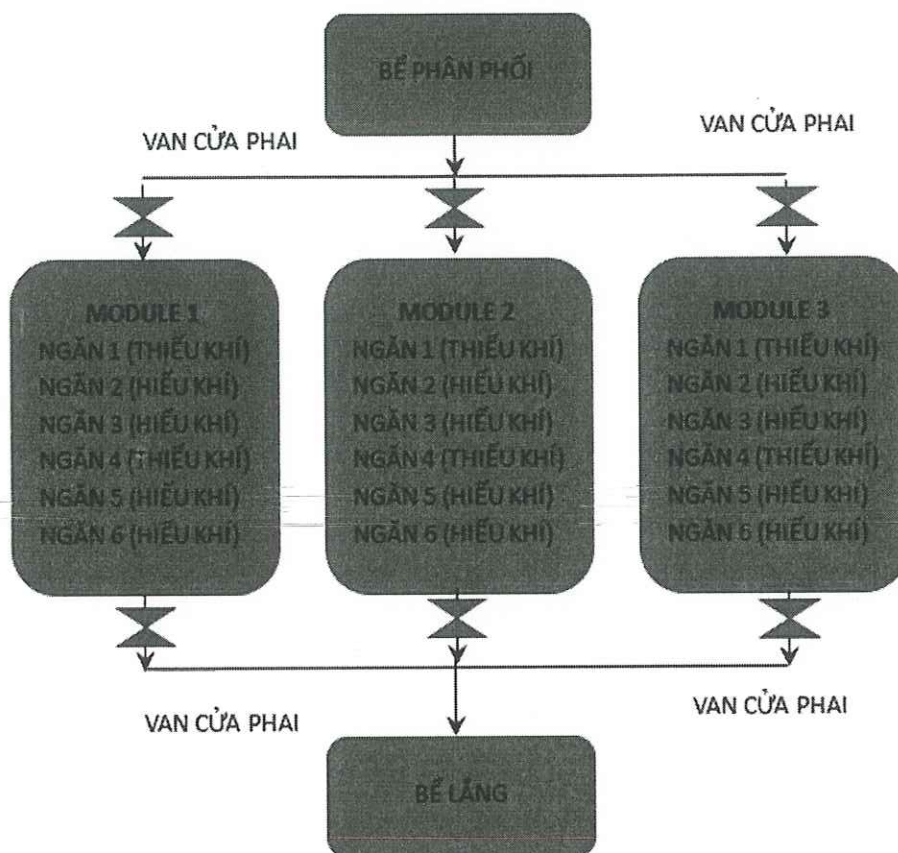 BỂ PHÂN PHỐI
VAN CỬA PHAI
VAN CỬA PHAI
MODULE 1
NGĂN 1 (THIẾU KHÍ)
NGĂN 2 (HIẾU KHÍ)
NGĂN 3 (HIẾU KHÍ)
NGĂN 4 (THIẾU KHÍ)
NGĂN 5 (HIẾU KHÍ)
NGĂN 6 (HIẾU KHÍ)
MODULE 2
NGĂN 1 (THIẾU KHÍ)
NGĂN 2 (HIẾU KHÍ)
NGĂN 3 (HIẾU KHÍ)
NGĂN 4 (THIẾU KHÍ)
NGĂN 5 (HIẾU KHÍ)
NGĂN 6 (HIẾU KHÍ)
MODULE 3
NGĂN 1 (THIẾU KHÍ)
NGĂN 2 (HIẾU KHÍ)
NGĂN 3 (HIẾU KHÍ)
NGĂN 4 (THIẾU KHÍ)
NGĂN 5 (HIẾU KHÍ)
NGĂN 6 (HIẾU KHÍ)
VAN CỬA PHAI
VAN CỬA PHAI
BỂ LẮNG